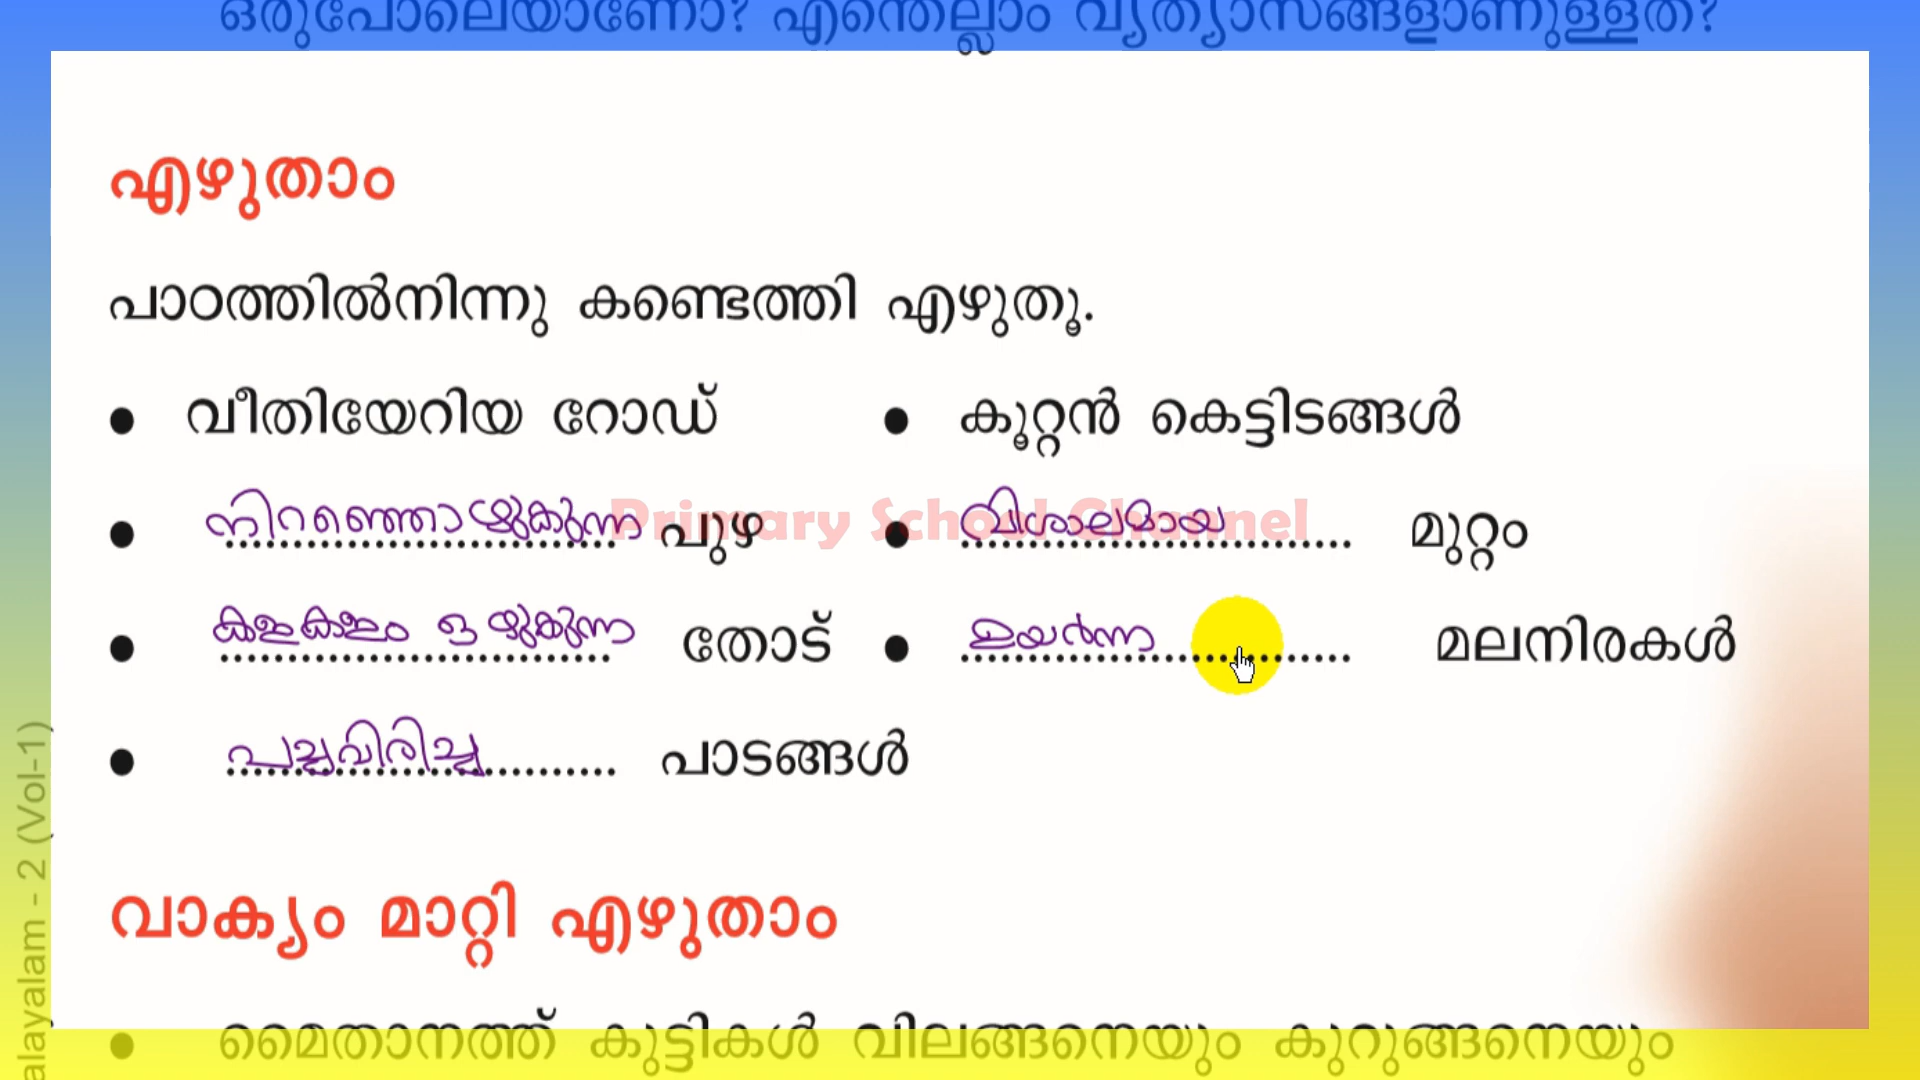 ഒരുപോലെയാണോ? എന്തെല്ലാം വ്യത്യാസങ്ങളാണുള്ളത്?
എഴുതാം
പാഠത്തിൽനിന്നു കണ്ടെത്തി എഴുതൂ.
• വീതിയേറിയ റോഡ് • കൂറ്റൻ കെട്ടിടങ്ങൾ
• നിറഞ്ഞൊഴുകുന്ന പുഴ • വിശാലമായ മുറ്റം
Primary School Channel
• കളകളം ഒഴുകുന്ന തോട് • ഉയർന്ന മലനിരകൾ
• പച്ചവിരിച്ച പാടങ്ങൾ
വാക്യം മാറ്റി എഴുതാം
• മൈതാനത്ത് കുട്ടികൾ വിലങ്ങനെയും കുറുങ്ങനെയും
alayalam - 2 (Vol-1)